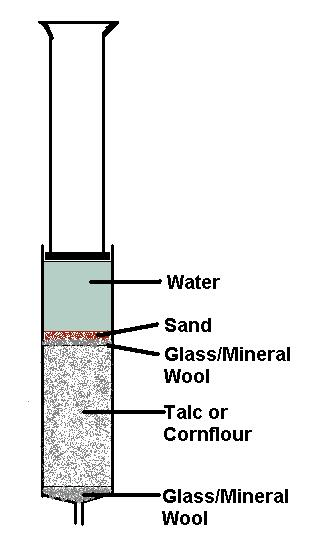 Water
Sand
Glass/Mineral
Wool
Talc or
Cornflour
Glass/Mineral
Wool